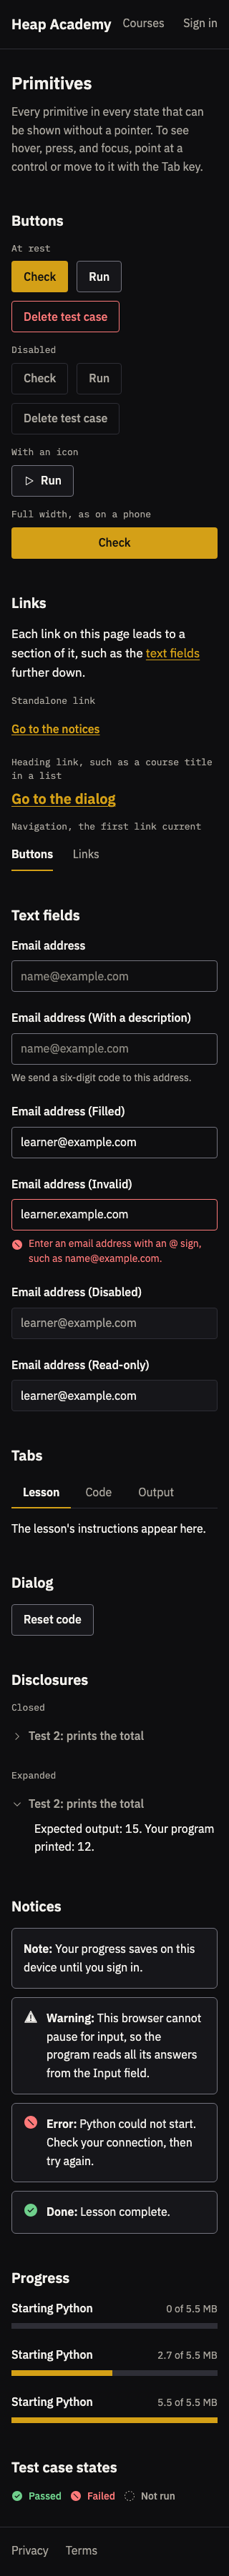 Heap Academy Courses Sign in
Primitives
Every primitive in every state that can
be shown without a pointer. To see
hover, press, and focus, point at a
control or move to it with the Tab key.
Buttons
At rest
Check Run
Delete test case
Disabled
Check Run
Delete test case
With an icon
Run
Full width, as on a phone
Check
Links
Each link on this page leads to a
section of it, such as the text fields
further down.
Standalone link
Go to the notices
Heading link, such as a course title
in a list
Go to the dialog
Navigation, the first link current
Buttons Links
Text fields
Email address
name@example.com
Email address (With a description)
name@example.com
We send a six-digit code to this address.
Email address (Filled)
learner@example.com
Email address (Invalid)
learner.example.com
Enter an email address with an @ sign,
such as name@example.com.
Email address (Disabled)
learner@example.com
Email address (Read-only)
learner@example.com
Tabs
Lesson Code Output
The lesson's instructions appear here.
Dialog
Reset code
Disclosures
Closed
Test 2: prints the total
Expanded
Test 2: prints the total
Expected output: 15. Your program
printed: 12.
Notices
Note: Your progress saves on this
device until you sign in.
Warning: This browser cannot
pause for input, so the
program reads all its answers
from the Input field.
Error: Python could not start.
Check your connection, then
try again.
Done: Lesson complete.
Progress
Starting Python 0 of 5.5 MB
Starting Python 2.7 of 5.5 MB
Starting Python 5.5 of 5.5 MB
Test case states
Passed Failed Not run
Privacy Terms